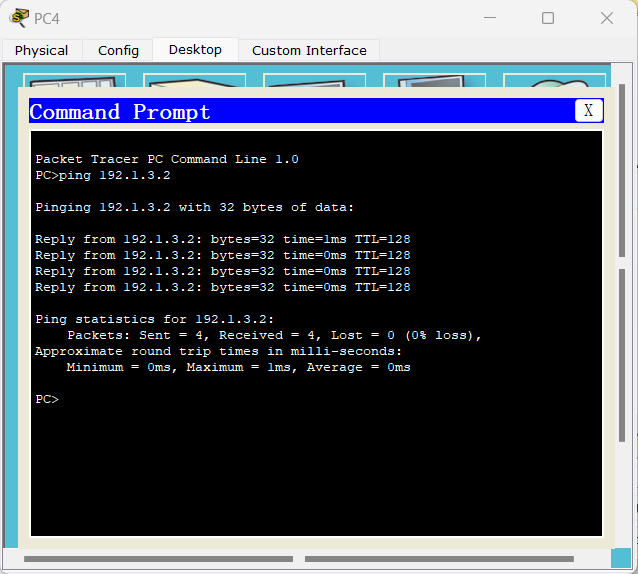 PC4
Physical Config Desktop Custom Interface
Command Prompt X
Packet Tracer PC Command Line 1.0
PC>ping 192.1.3.2
Pinging 192.1.3.2 with 32 bytes of data:
Reply from 192.1.3.2: bytes=32 time=1ms TTL=128
Reply from 192.1.3.2: bytes=32 time=0ms TTL=128
Reply from 192.1.3.2: bytes=32 time=0ms TTL=128
Reply from 192.1.3.2: bytes=32 time=0ms TTL=128
Ping statistics for 192.1.3.2:
Packets: Sent = 4, Received = 4, Lost = 0 (0% loss),
Approximate round trip times in milli-seconds:
Minimum = 0ms, Maximum = 1ms, Average = 0ms
PC>